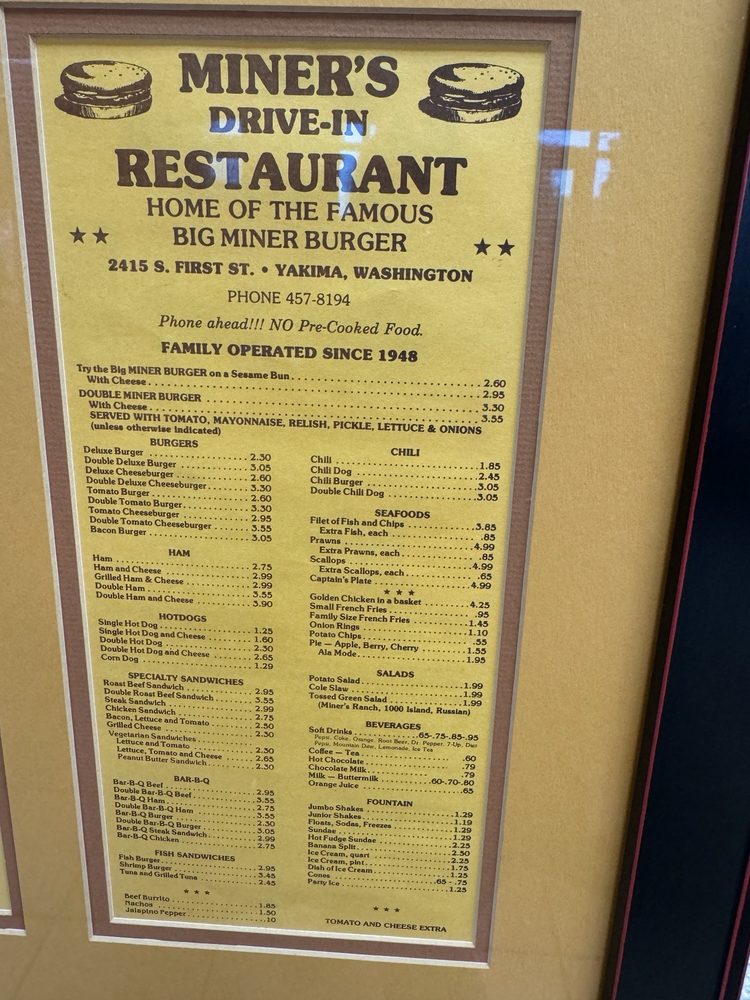 MINER'S
DRIVE-IN
RESTAURANT
HOME OF THE FAMOUS
★★ BIG MINER BURGER ★★
2415 S. FIRST ST. • YAKIMA, WASHINGTON
PHONE 457-8194
Phone ahead!!! NO Pre-Cooked Food.
FAMILY OPERATED SINCE 1948
Try the Big MINER BURGER on a Sesame Bun 2.60
With Cheese 2.95
DOUBLE MINER BURGER 3.30
With Cheese 3.55
SERVED WITH TOMATO, MAYONNAISE, RELISH, PICKLE, LETTUCE & ONIONS
(unless otherwise indicated)
BURGERS
Deluxe Burger 2.30
Double Deluxe Burger 3.05
Deluxe Cheeseburger 2.60
Double Deluxe Cheeseburger 3.30
Tomato Burger 2.60
Double Tomato Burger 3.30
Tomato Cheeseburger 2.95
Double Tomato Cheeseburger 3.55
Bacon Burger 3.05
HAM
Ham 2.75
Ham and Cheese 2.99
Grilled Ham & Cheese 2.99
Double Ham 3.55
Double Ham and Cheese 3.90
HOTDOGS
Single Hot Dog 1.25
Single Hot Dog and Cheese 1.60
Double Hot Dog 2.30
Double Hot Dog and Cheese 2.65
Corn Dog 1.29
SPECIALTY SANDWICHES
Roast Beef Sandwich 2.95
Double Roast Beef Sandwich 3.55
Steak Sandwich 2.99
Chicken Sandwich 2.75
Bacon, Lettuce and Tomato 2.50
Grilled Cheese 2.30
Vegetarian Sandwiches
Lettuce and Tomato 2.30
Lettuce, Tomato and Cheese 2.65
Peanut Butter Sandwich 2.30
BAR-B-Q
Bar-B-Q Beef 2.95
Double Bar-B-Q Beef 3.55
Bar-B-Q Ham 2.75
Double Bar-B-Q Ham 3.55
Bar-B-Q Burger 2.30
Double Bar-B-Q Burger 3.05
Bar-B-Q Steak Sandwich 2.99
Bar-B-Q Chicken 2.75
FISH SANDWICHES
Fish Burger 2.95
Shrimp Burger 3.45
Tuna and Grilled Tuna 2.45
★ ★ ★
Beef Burrito 1.85
Nachos 1.50
Jalapino Pepper .10
CHILI
Chili 1.85
Chili Dog 2.45
Chili Burger 3.05
Double Chili Dog 3.05
SEAFOODS
Filet of Fish and Chips 3.85
Extra Fish, each .85
Prawns 4.99
Extra Prawns, each .85
Scallops 4.99
Extra Scallops, each .65
Captain's Plate 4.99
★ ★ ★
Golden Chicken in a basket 4.25
Small French Fries .95
Family Size French Fries 1.45
Onion Rings 1.10
Potato Chips .55
Pie — Apple, Berry, Cherry 1.55
Ala Mode 1.95
SALADS
Potato Salad 1.99
Cole Slaw 1.99
Tossed Green Salad 1.99
(Miner's Ranch, 1000 Island, Russian)
BEVERAGES
Soft Drinks .65-.75-.85-.95
Pepsi, Coke, Orange, Root Beer, Dr. Pepper, 7-Up, Diet
Pepsi, Mountain Dew, Lemonade, Ice Tea
Coffee — Tea .60
Hot Chocolate .79
Chocolate Milk .79
Milk — Buttermilk .60-.70-.80
Orange Juice .65
FOUNTAIN
Jumbo Shakes 1.29
Junior Shakes 1.19
Floats, Sodas, Freezes 1.29
Sundae 1.29
Hot Fudge Sundae 2.25
Banana Split 2.50
Ice Cream, quart 2.25
Ice Cream, pint 1.75
Dish of Ice Cream 1.25
Cones .65 - .75
Party Ice 1.25
★ ★ ★
TOMATO AND CHEESE EXTRA